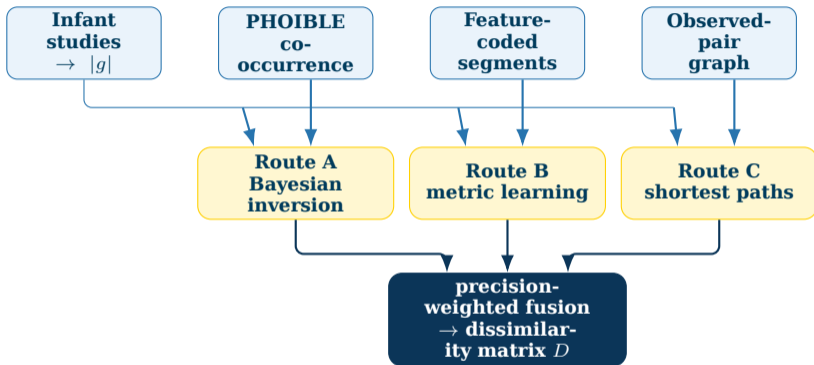 Infant
studies
→ |g|
PHOIBLE
co-
occurrence
Feature-
coded
segments
Observed-
pair
graph
Route A
Bayesian
inversion
Route B
metric learning
Route C
shortest paths
precision-
weighted fusion
→ dissimilar-
ity matrix D